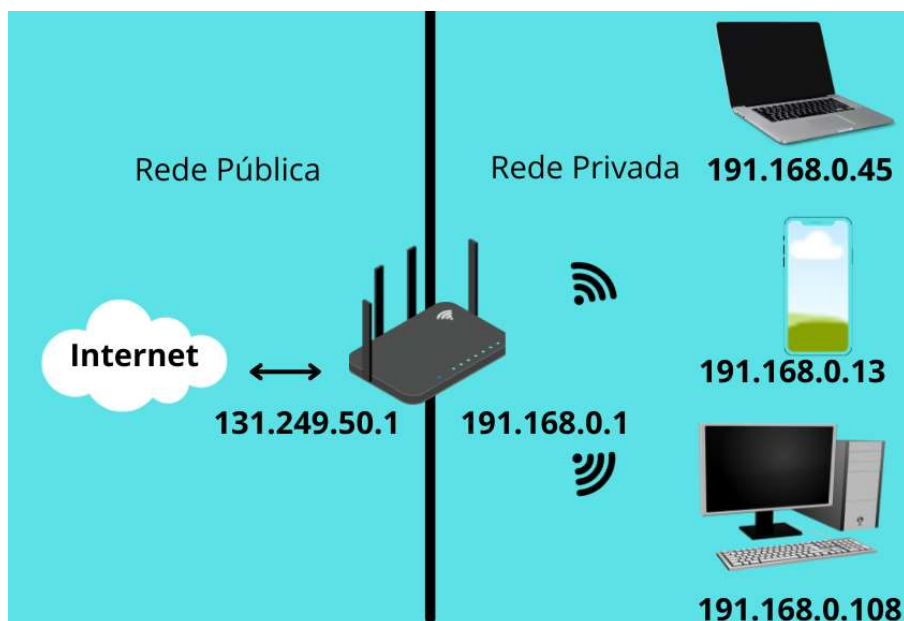 Rede Pública
Rede Privada
191.168.0.45
191.168.0.13
Internet
131.249.50.1
191.168.0.1
191.168.0.108